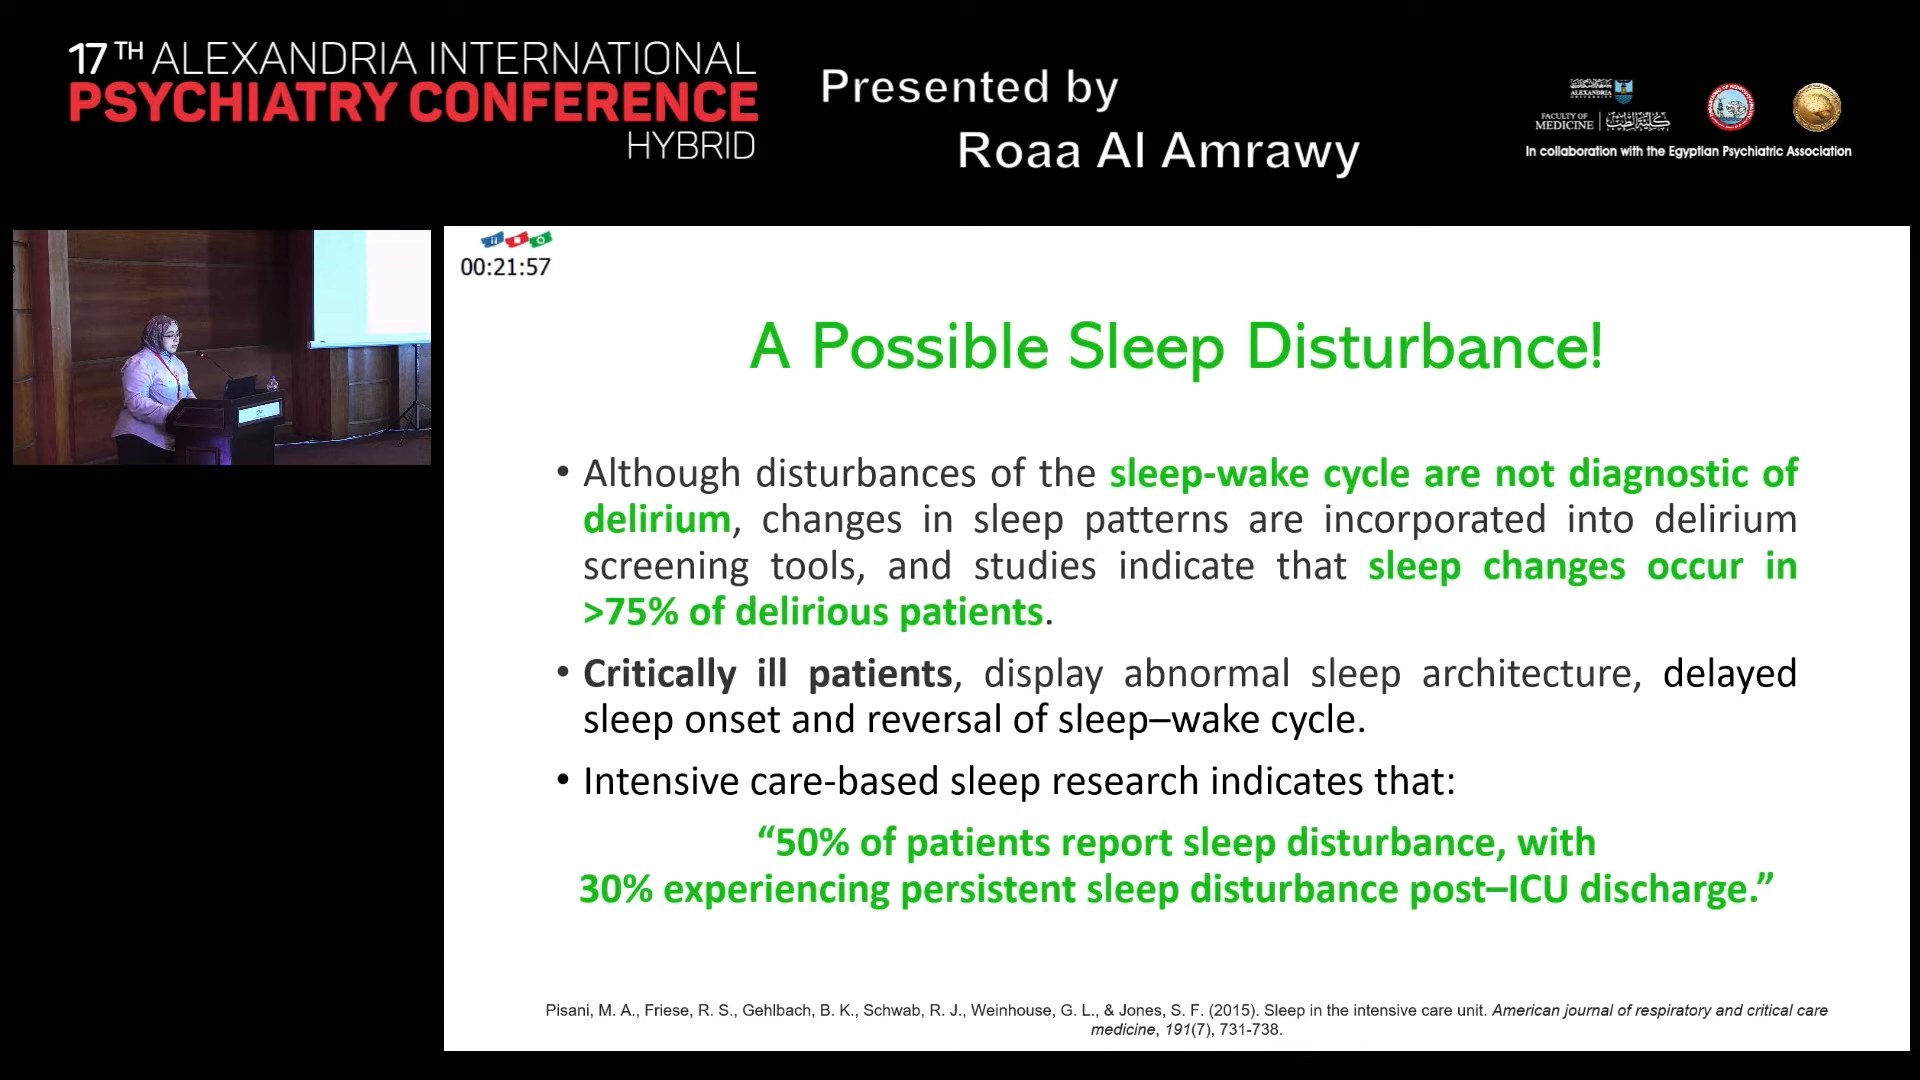 17TH ALEXANDRIA INTERNATIONAL
PSYCHIATRY CONFERENCE
HYBRID
Presented by
Roaa Al Amrawy
ALEXANDRIA
FACULTY OF
MEDICINE
كلية الطب
In collaboration with the Egyptian Psychiatric Association
00:21:57
A Possible Sleep Disturbance!
• Although disturbances of the sleep-wake cycle are not diagnostic of
delirium, changes in sleep patterns are incorporated into delirium
screening tools, and studies indicate that sleep changes occur in
>75% of delirious patients.
• Critically ill patients, display abnormal sleep architecture, delayed
sleep onset and reversal of sleep–wake cycle.
• Intensive care-based sleep research indicates that:
“50% of patients report sleep disturbance, with
30% experiencing persistent sleep disturbance post–ICU discharge.”
Pisani, M. A., Friese, R. S., Gehlbach, B. K., Schwab, R. J., Weinhouse, G. L., & Jones, S. F. (2015). Sleep in the intensive care unit. American journal of respiratory and critical care
medicine, 191(7), 731-738.